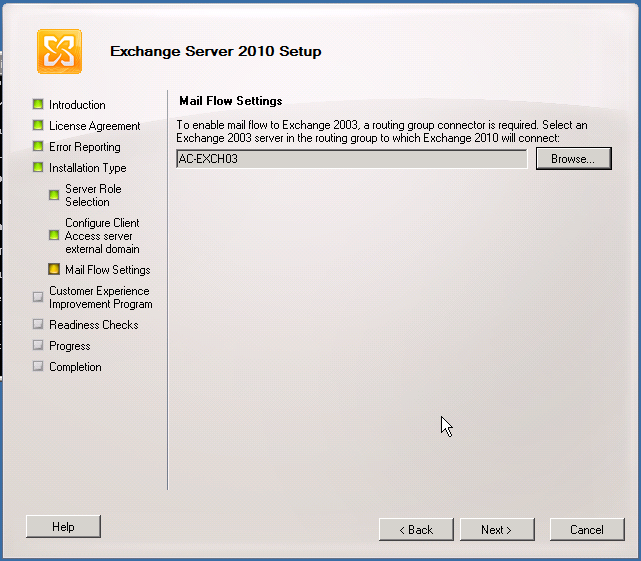 Exchange Server 2010 Setup
Introduction
License Agreement
Error Reporting
Installation Type
Server Role
Selection
Configure Client
Access server
external domain
Mail Flow Settings
Customer Experience
Improvement Program
Readiness Checks
Progress
Completion
Mail Flow Settings
To enable mail flow to Exchange 2003, a routing group connector is required. Select an
Exchange 2003 server in the routing group to which Exchange 2010 will connect:
AC-EXCH03
Browse...
Help
< Back
Next >
Cancel